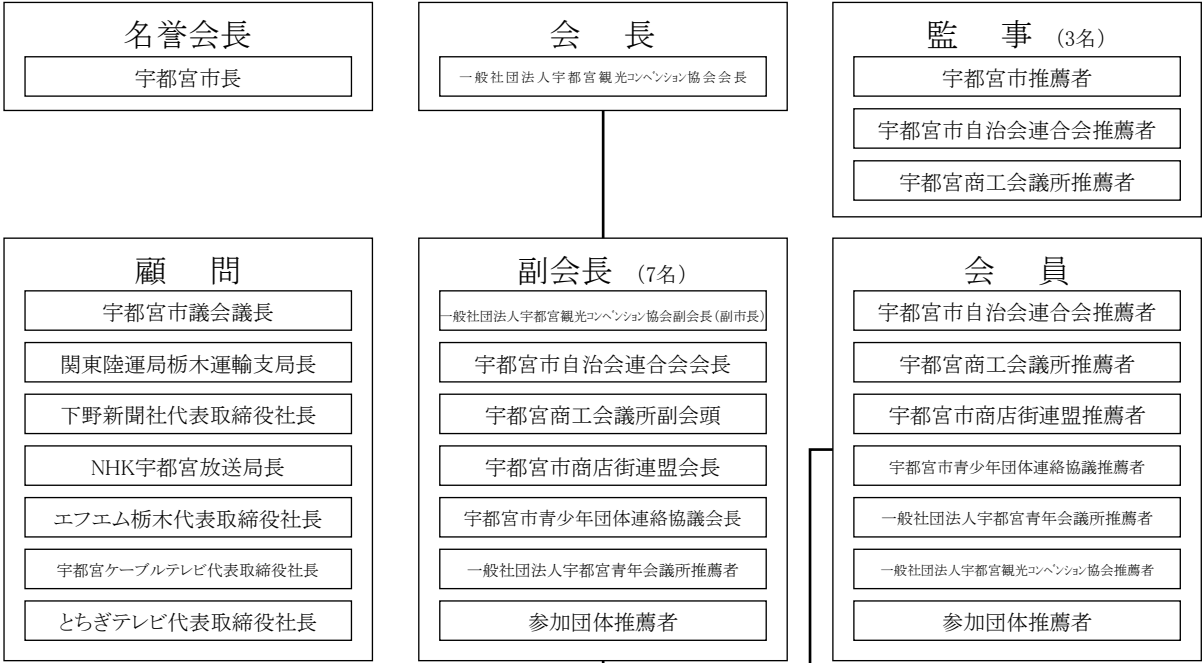 名誉会長
宇都宮市長
会　長
一般社団法人宇都宮観光ｺﾝﾍﾞﾝｼｮﾝ協会会長
監　事 (3名)
宇都宮市推薦者
宇都宮市自治会連合会推薦者
宇都宮商工会議所推薦者
顧　問
宇都宮市議会議長
関東陸運局栃木運輸支局長
下野新聞社代表取締役社長
NHK宇都宮放送局長
エフエム栃木代表取締役社長
宇都宮ケーブルテレビ代表取締役社長
とちぎテレビ代表取締役社長
副会長 (7名)
一般社団法人宇都宮観光ｺﾝﾍﾞﾝｼｮﾝ協会副会長(副市長)
宇都宮市自治会連合会会長
宇都宮商工会議所副会頭
宇都宮市商店街連盟会長
宇都宮市青少年団体連絡協議会長
一般社団法人宇都宮青年会議所推薦者
参加団体推薦者
会　員
宇都宮市自治会連合会推薦者
宇都宮商工会議所推薦者
宇都宮市商店街連盟推薦者
宇都宮市青少年団体連絡協議推薦者
一般社団法人宇都宮青年会議所推薦者
一般社団法人宇都宮観光ｺﾝﾍﾞﾝｼｮﾝ協会推薦者
参加団体推薦者